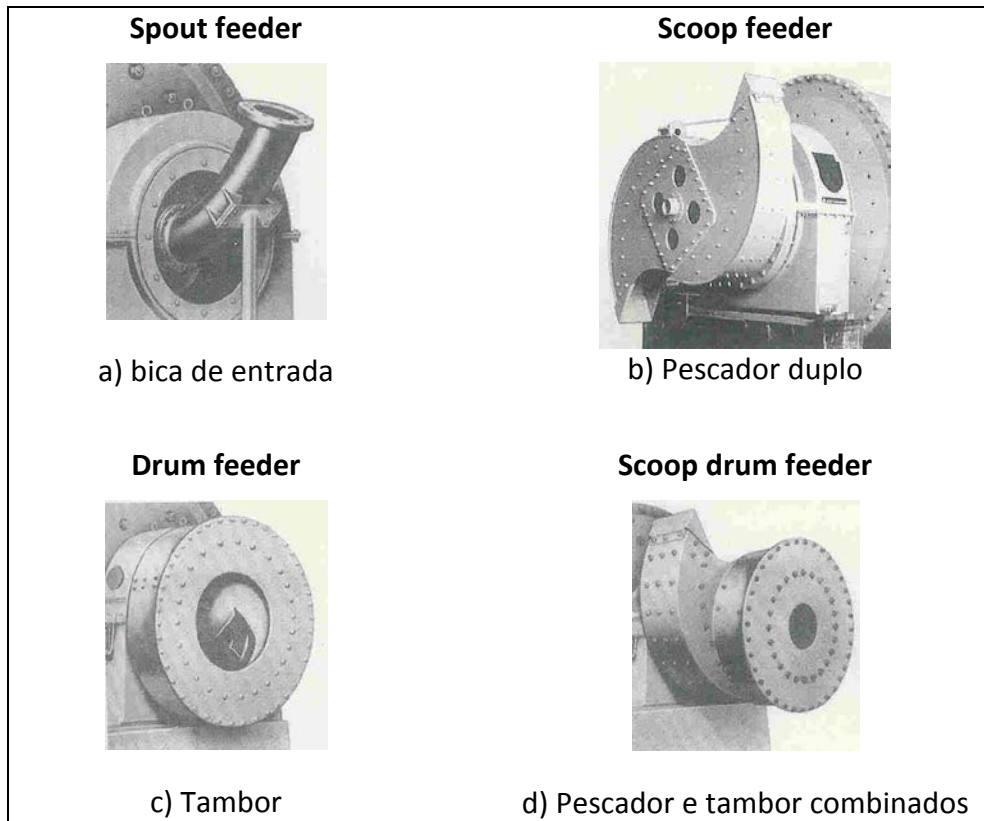 Spout feeder
Scoop feeder
a) bica de entrada
b) Pescador duplo
Drum feeder
Scoop drum feeder
c) Tambor
d) Pescador e tambor combinados